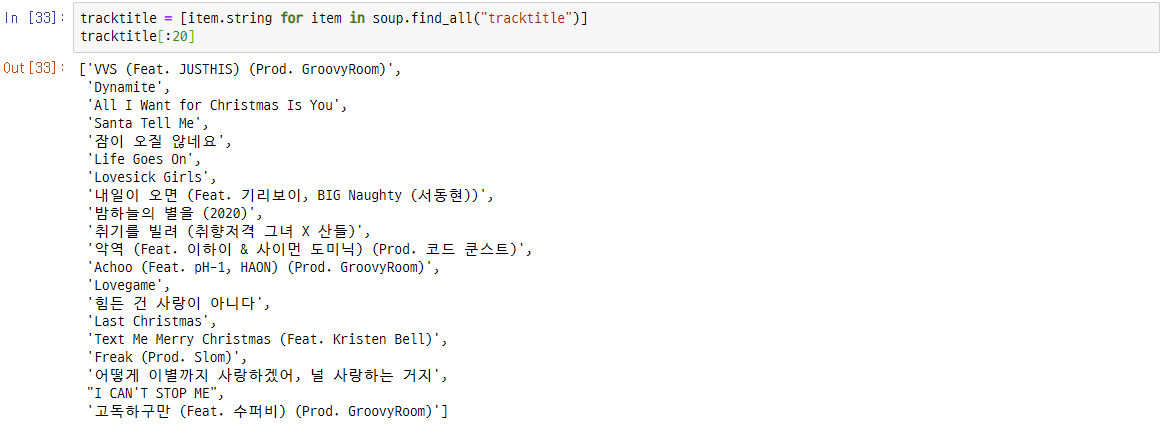 In [33]: tracktitle = [item.string for item in soup.find_all("tracktitle")]
tracktitle[:20]
Out[33]: ['VVS (Feat. JUSTHIS) (Prod. GroovyRoom)',
'Dynamite',
'All I Want for Christmas Is You',
'Santa Tell Me',
'잠이 오질 않네요',
'Life Goes On',
'Lovesick Girls',
'내일이 오면 (Feat. 기리보이, BIG Naughty (서동현))',
'밤하늘의 별을 (2020)',
'취기를 빌려 (취향저격 그녀 X 산들)',
'악역 (Feat. 이하이 & 사이먼 도미닉) (Prod. 코드 쿤스트)',
'Achoo (Feat. pH-1, HAON) (Prod. GroovyRoom)',
'Lovegame',
'힘든 건 사랑이 아니다',
'Last Christmas',
'Text Me Merry Christmas (Feat. Kristen Bell)',
'Freak (Prod. Slom)',
'어떻게 이별까지 사랑하겠어, 널 사랑하는 거지',
"I CAN'T STOP ME",
'고독하구만 (Feat. 수퍼비) (Prod. GroovyRoom)']